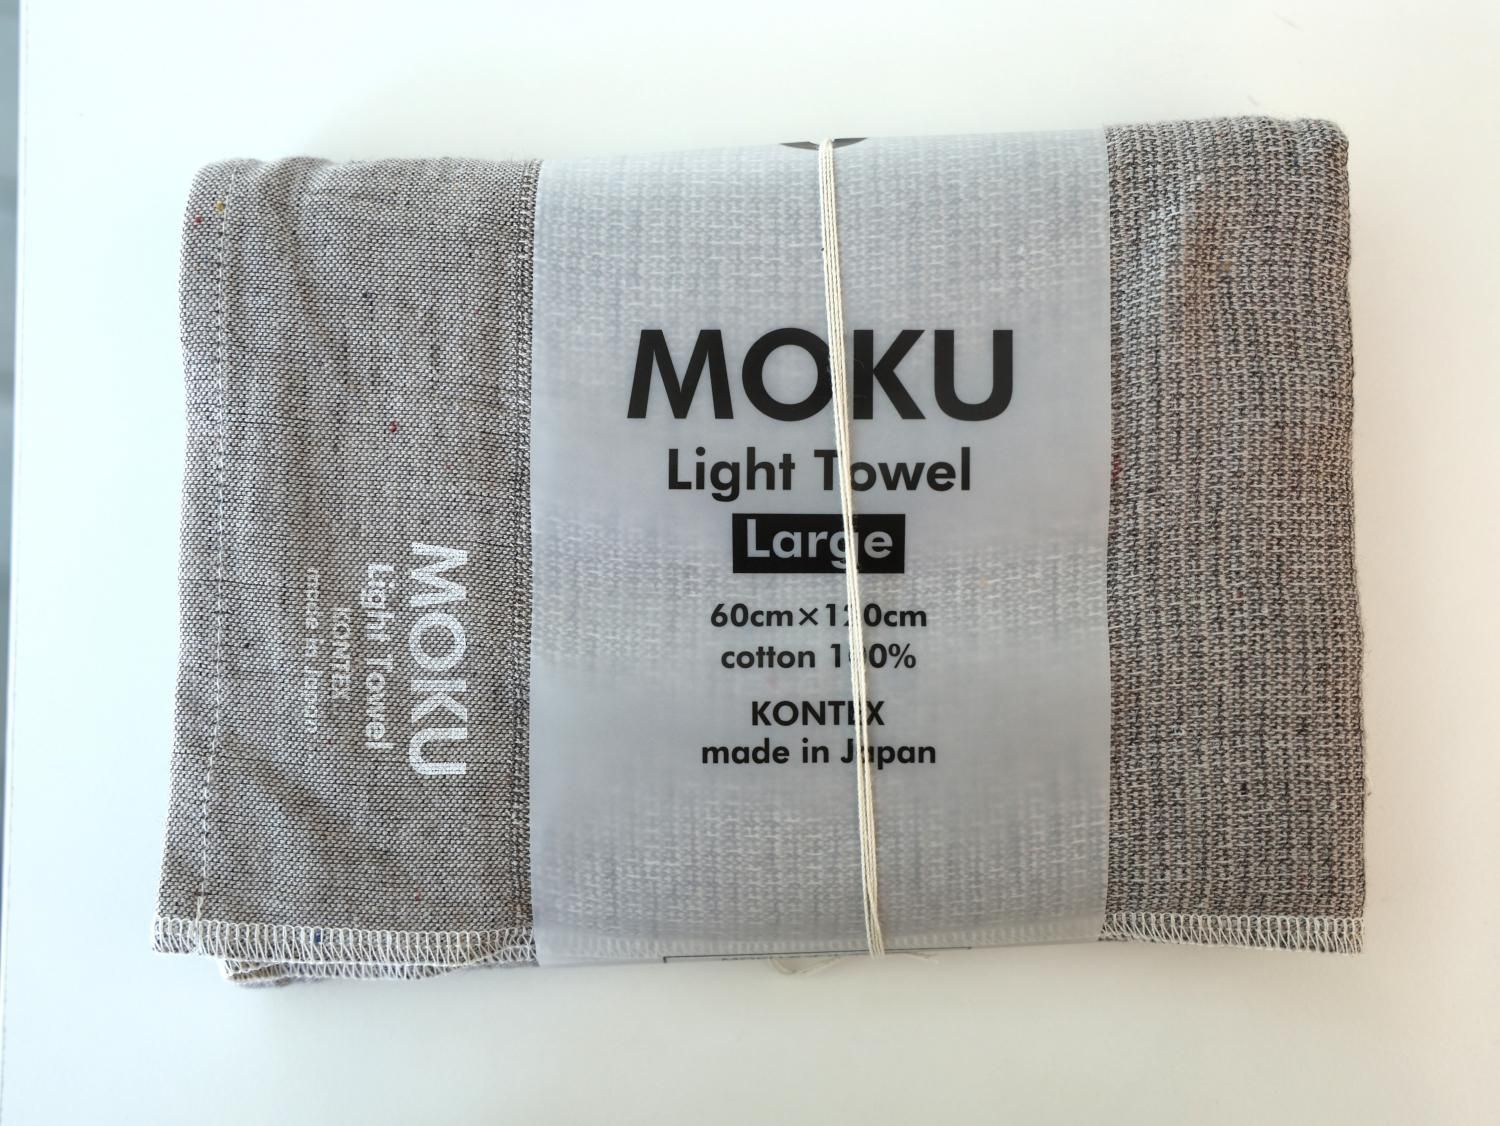 MOKU
Light Towel
Large
60cm×120cm
cotton 100%
KONTEX
made in Japan
MOKU
Light Towel
KONTEX
made in Japan